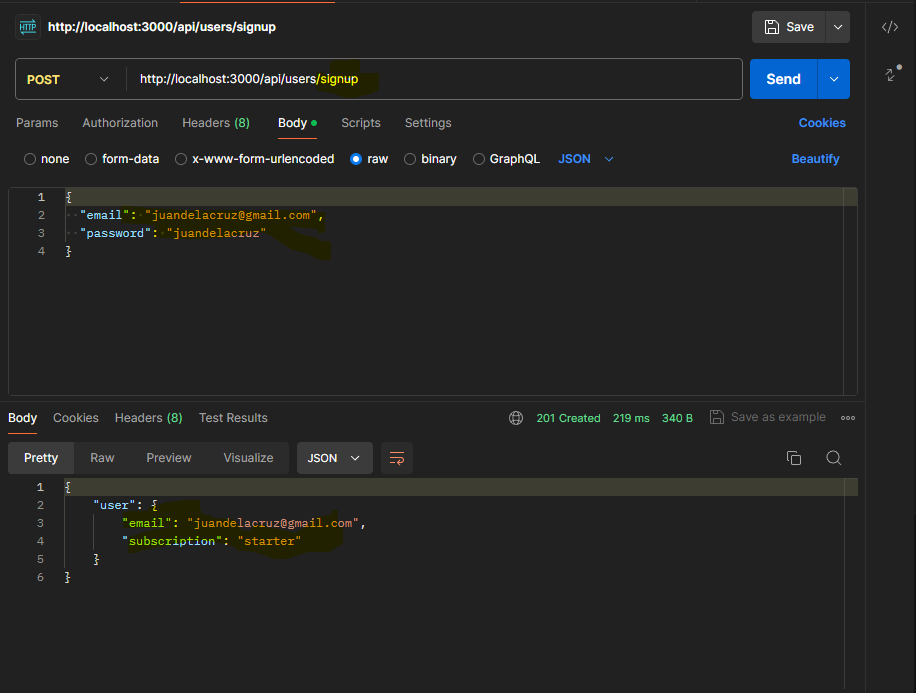 HTTP http://localhost:3000/api/users/signup Save </>
POST http://localhost:3000/api/users/signup Send
Params Authorization Headers (8) Body Scripts Settings Cookies
none form-data x-www-form-urlencoded raw binary GraphQL JSON Beautify
1 {
2 "email": "juandelacruz@gmail.com",
3 "password": "juandelacruz"
4 }
Body Cookies Headers (8) Test Results 201 Created 219 ms 340 B Save as example
Pretty Raw Preview Visualize JSON
1 {
2 "user": {
3 "email": "juandelacruz@gmail.com",
4 "subscription": "starter"
5 }
6 }